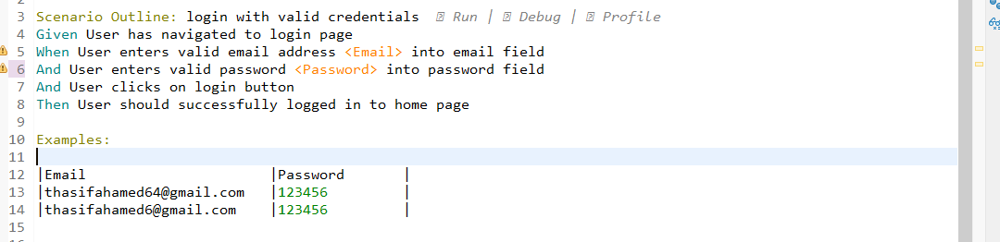 3 Scenario Outline: login with valid credentials Run | Debug | Profile
4 Given User has navigated to login page
5 When User enters valid email address <Email> into email field
6 And User enters valid password <Password> into password field
7 And User clicks on login button
8 Then User should successfully logged in to home page
9
10 Examples:
11
12 |Email |Password |
13 |thasifahamed64@gmail.com |123456 |
14 |thasifahamed6@gmail.com |123456 |
15